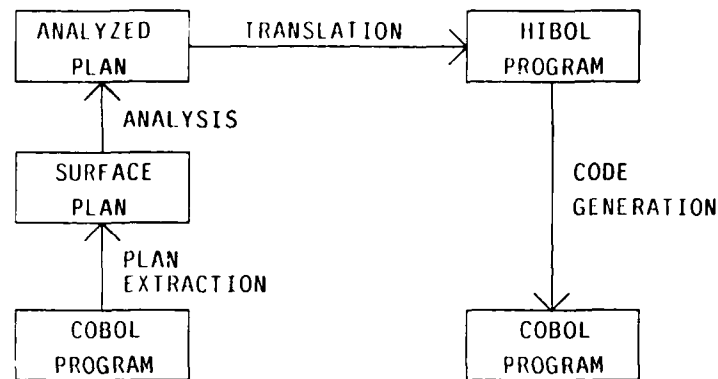 ANALYZED
PLAN
TRANSLATION
HIBOL
PROGRAM
ANALYSIS
SURFACE
PLAN
CODE
GENERATION
PLAN
EXTRACTION
COBOL
PROGRAM
COBOL
PROGRAM